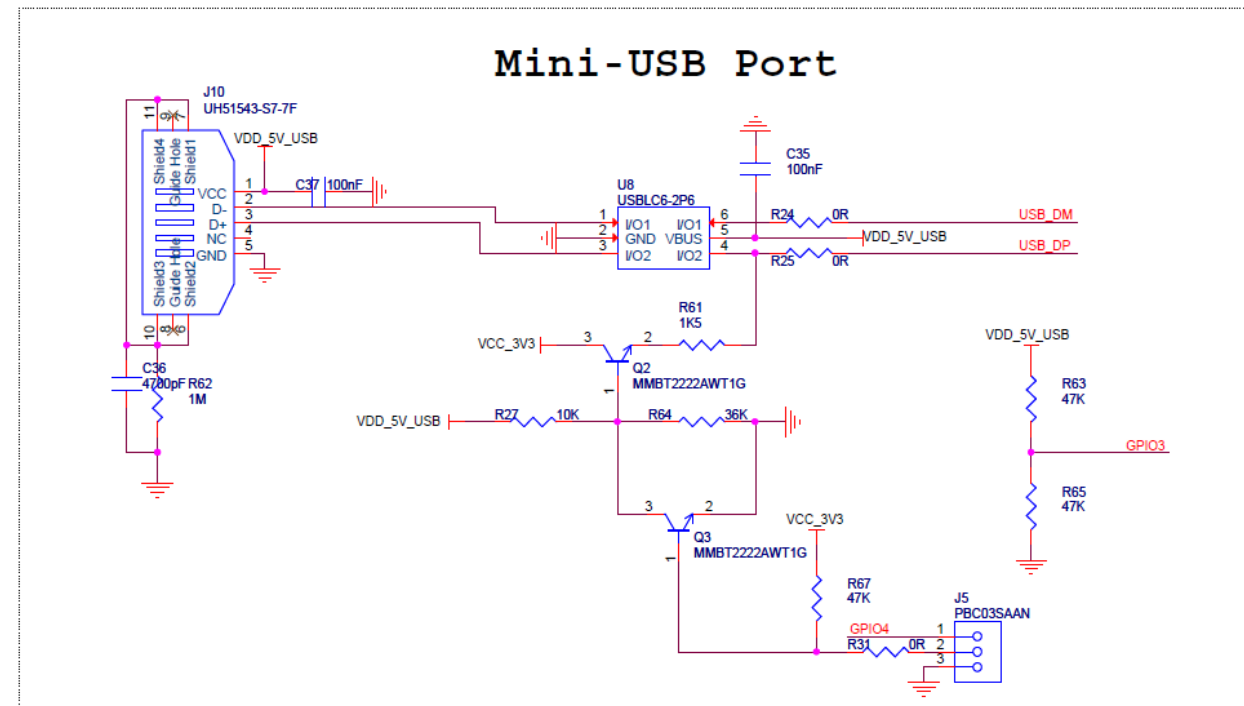 Mini-USB Port
J10
UH51543-S7-7F
11
9
7
Shield4
Guide Hole
Shield1
VDD_5V_USB
VCC
1
D-
2
D+
3
NC
4
GND
5
Shield3
Guide Hole
Shield2
10
8
6
C37
100nF
C36
4700pF
R62
1M
C35
100nF
U8
USBLC6-2P6
1
I/O1
I/O1
6
2
GND
VBUS
5
3
I/O2
I/O2
4
R24
0R
USB_DM
VDD_5V_USB
R25
0R
USB_DP
R61
1K5
VCC_3V3
3
2
1
Q2
MMBT2222AWT1G
VDD_5V_USB
R27
10K
R64
36K
3
2
1
Q3
MMBT2222AWT1G
VCC_3V3
R67
47K
GPIO4
R31
0R
J5
PBC03SAAN
1
2
3
VDD_5V_USB
R63
47K
GPIO3
R65
47K